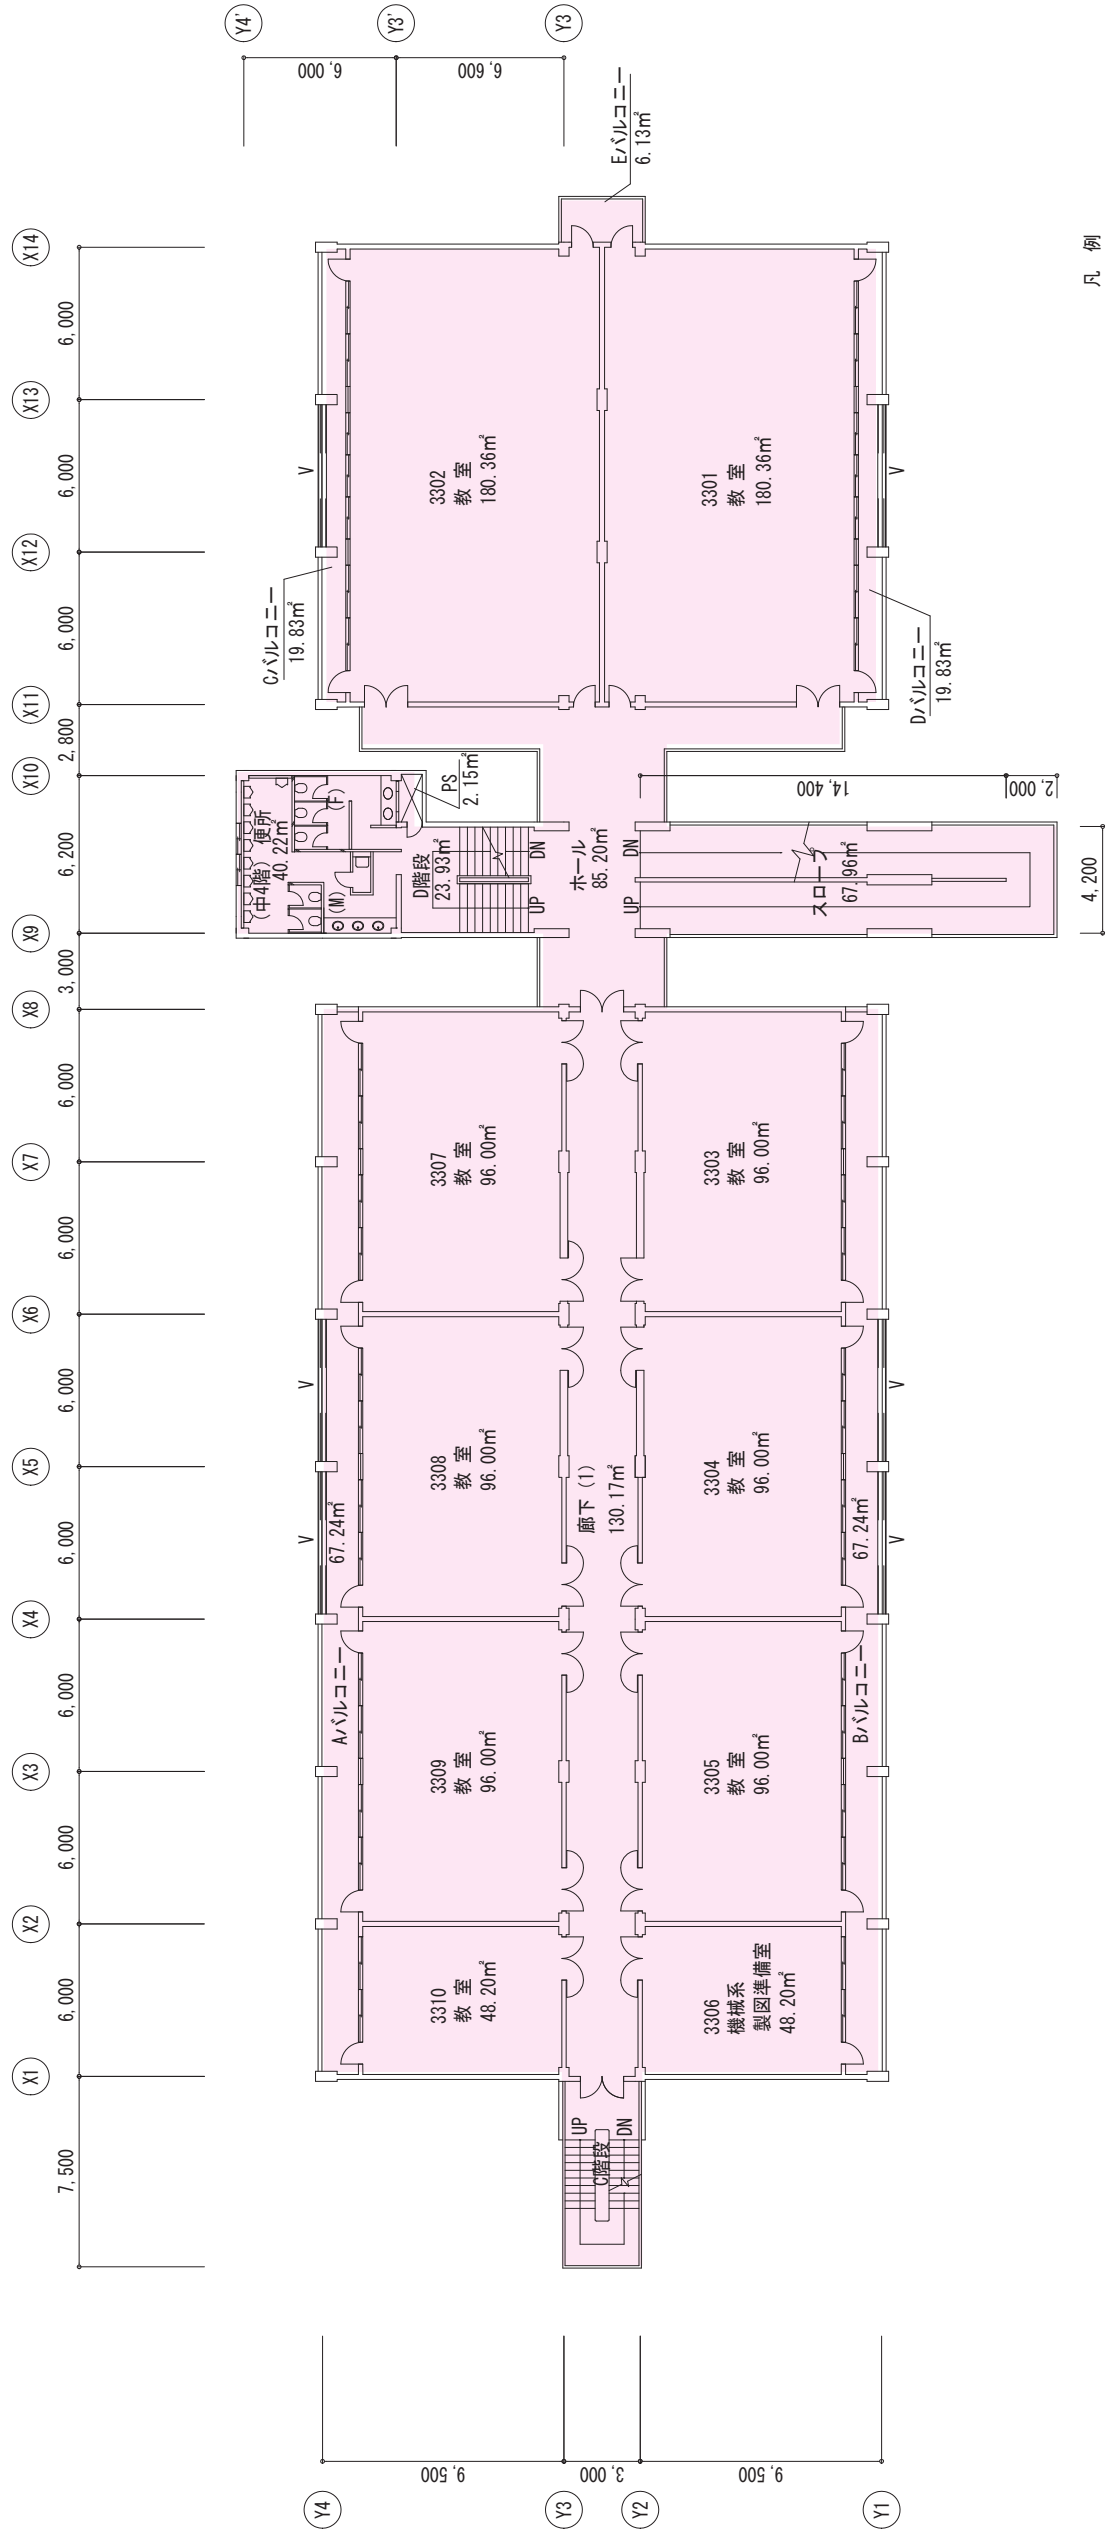 X1
X2
X3
X4
X5
X6
X7
X8
X9
X10
X11
X12
X13
X14
7,500
6,000
6,000
6,000
6,000
6,000
6,000
6,000
3,000
6,200
2,800
6,000
6,000
6,000
Y4'
Y3'
Y3
6,000
6,600
Y4
Y3
Y2
Y1
9,500
3,000
9,500
V
V
V
Aバルコニー
67.24㎡
(中4階) 便所
40.22㎡
(M)
(F)
PS
2.15㎡
D階段
23.93㎡
UP
DN
Cバルコニー
19.83㎡
3310
教 室
48.20㎡
3309
教 室
96.00㎡
3308
教 室
96.00㎡
3307
教 室
96.00㎡
3302
教 室
180.36㎡
Eバルコニー
6.13㎡
UP
C階段
DN
廊下 (1)
130.17㎡
ホール
85.20㎡
UP
DN
3306
機械系
製図準備室
48.20㎡
3305
教 室
96.00㎡
3304
教 室
96.00㎡
3303
教 室
96.00㎡
3301
教 室
180.36㎡
スロープ
67.96㎡
14,400
2,000
4,200
Bバルコニー
67.24㎡
Dバルコニー
19.83㎡
V
V
V
凡 例